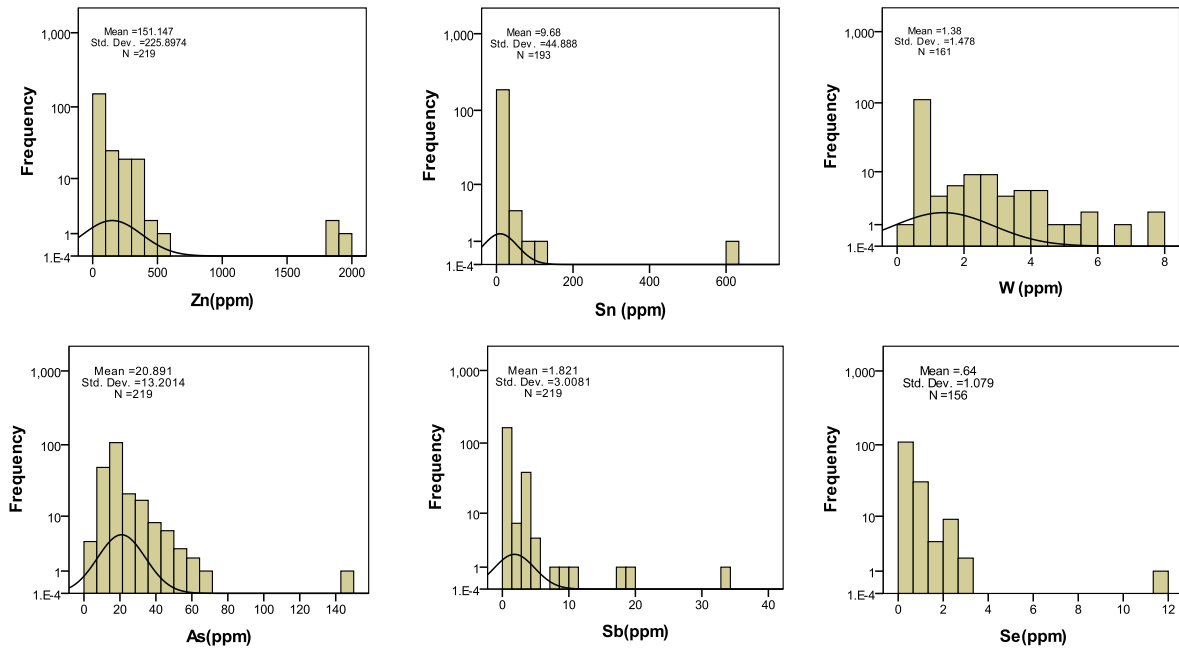 Mean =151.147
Std. Dev. =225.8974
N =219
1,000
100
10
1
1.E-4
0
500
1000
1500
2000
Frequency
Zn(ppm)
Mean =9.68
Std. Dev. =44.888
N =193
1,000
100
10
1
1.E-4
0
200
400
600
Frequency
Sn (ppm)
Mean =1.38
Std. Dev. =1.478
N =161
1,000
100
10
1
1.E-4
0
2
4
6
8
Frequency
W (ppm)
Mean =20.891
Std. Dev. =13.2014
N =219
1,000
100
10
1
1.E-4
0
20
40
60
80
100
120
140
Frequency
As(ppm)
Mean =1.821
Std. Dev. =3.0081
N =219
1,000
100
10
1
1.E-4
0
10
20
30
40
Frequency
Sb(ppm)
Mean =.64
Std. Dev. =1.079
N =156
1,000
100
10
1
1.E-4
0
2
4
6
8
10
12
Frequency
Se(ppm)